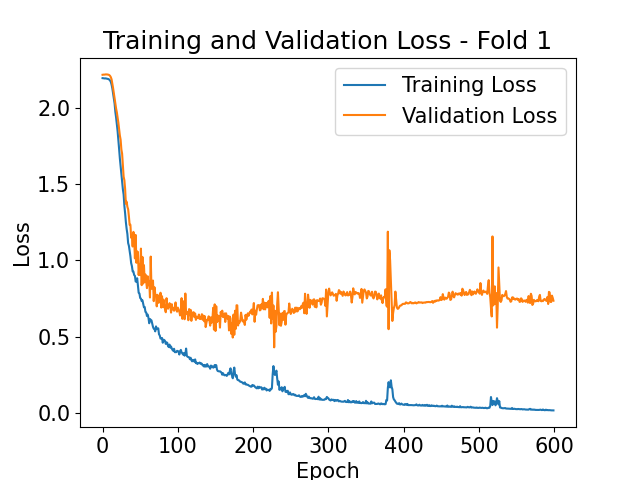 Training and Validation Loss - Fold 1
Training Loss
Validation Loss
Loss
2.0
1.5
1.0
0.5
0.0
0 100 200 300 400 500 600
Epoch